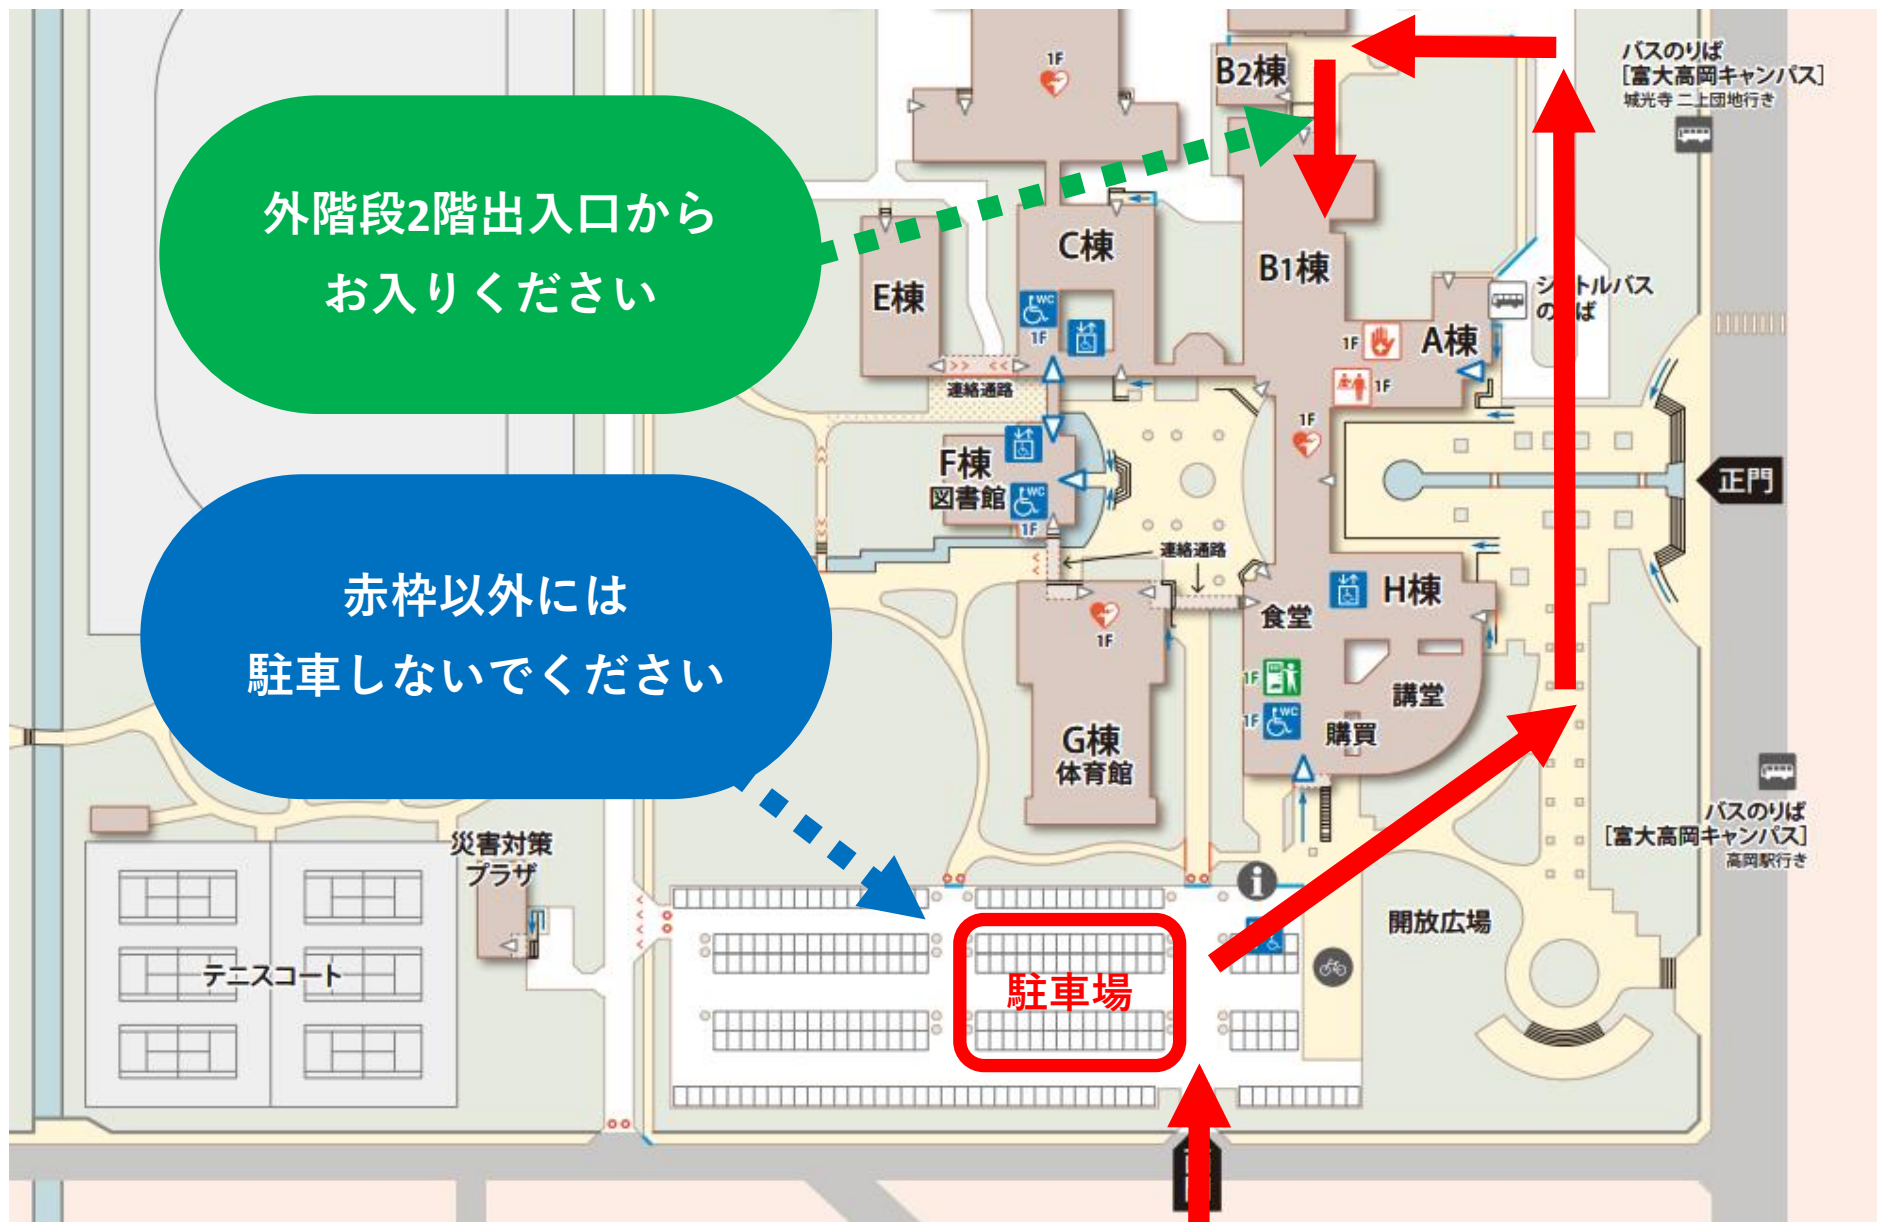 1F
B2棟
バスのりば
[富大高岡キャンパス]
城光寺 二上団地行き
外階段2階出入口から
お入りください
C棟
B1棟
E棟
WC
1F
シャトルバス
のりば
1F
A棟
1F
連絡通路
1F
F棟
図書館
WC
1F
正門
連絡通路
赤枠以外には
駐車しないでください
H棟
食堂
1F
1F
講堂
WC
1F
購買
G棟
体育館
バスのりば
[富大高岡キャンパス]
高岡駅行き
災害対策
プラザ
i
開放広場
テニスコート
駐車場